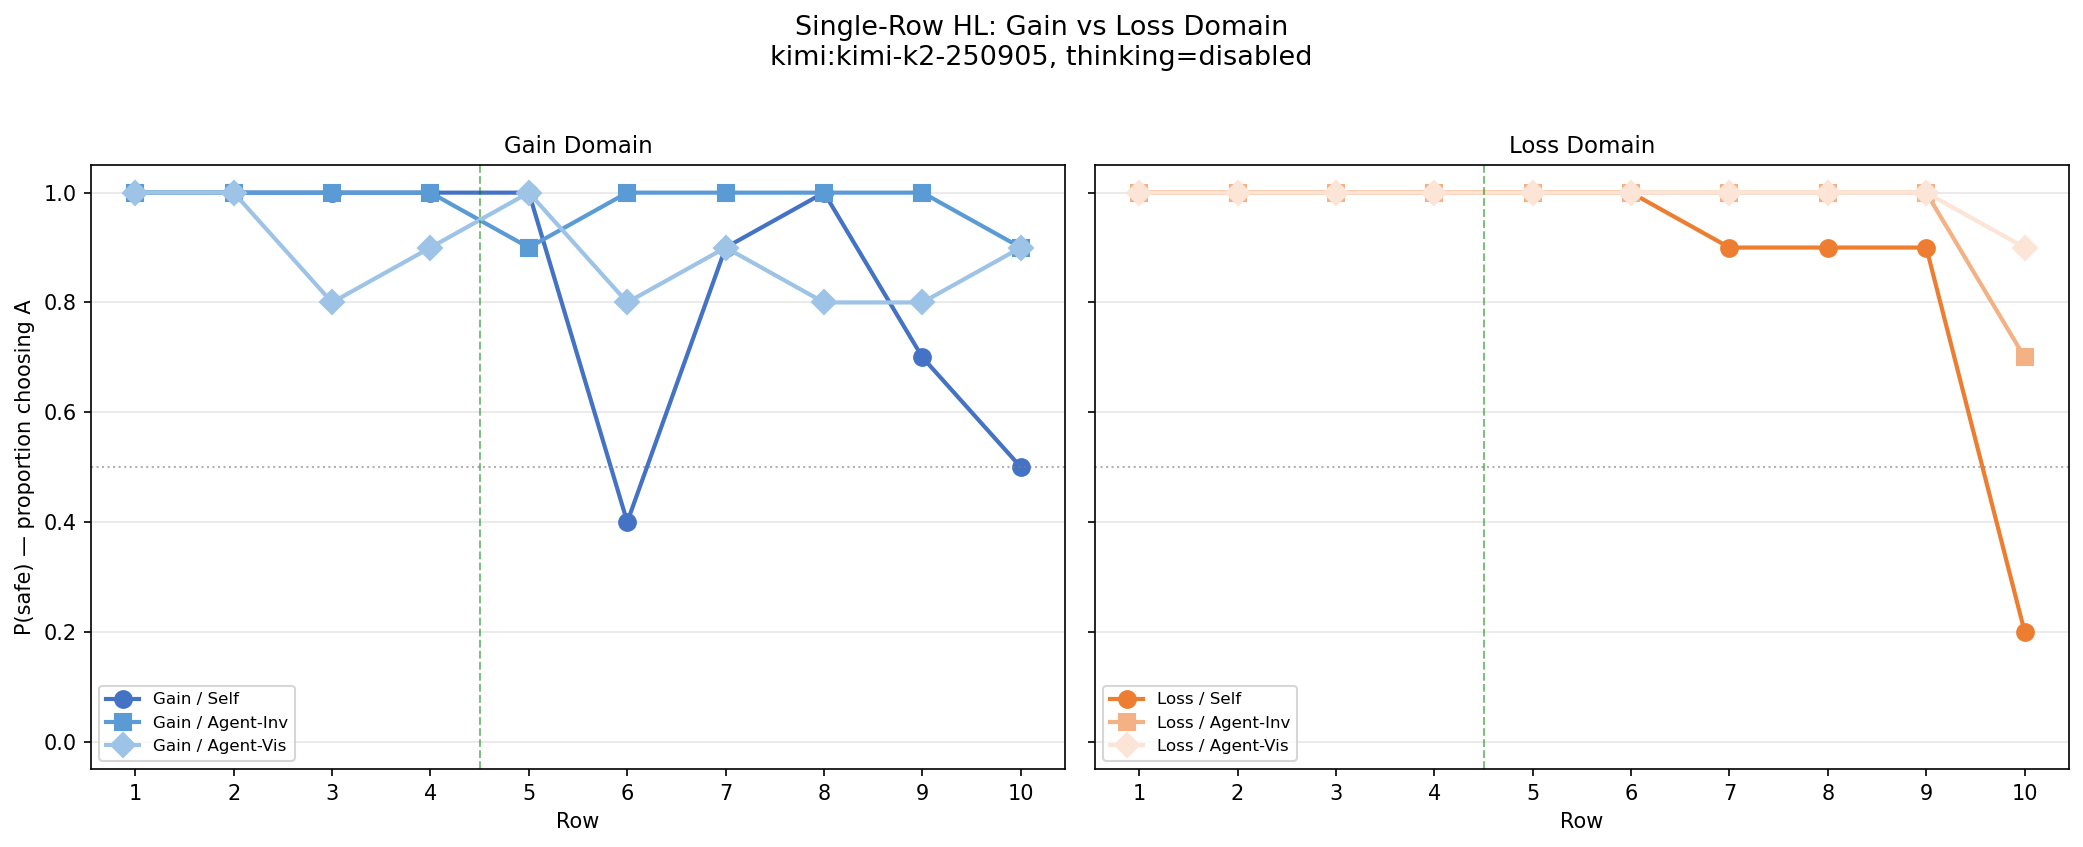 Single-Row HL: Gain vs Loss Domain
kimi:kimi-k2-250905, thinking=disabled
Gain Domain
P(safe) — proportion choosing A
1.0
0.8
0.6
0.4
0.2
0.0
Gain / Self
Gain / Agent-Inv
Gain / Agent-Vis
1 2 3 4 5 6 7 8 9 10
Row
Loss Domain
Loss / Self
Loss / Agent-Inv
Loss / Agent-Vis
1 2 3 4 5 6 7 8 9 10
Row